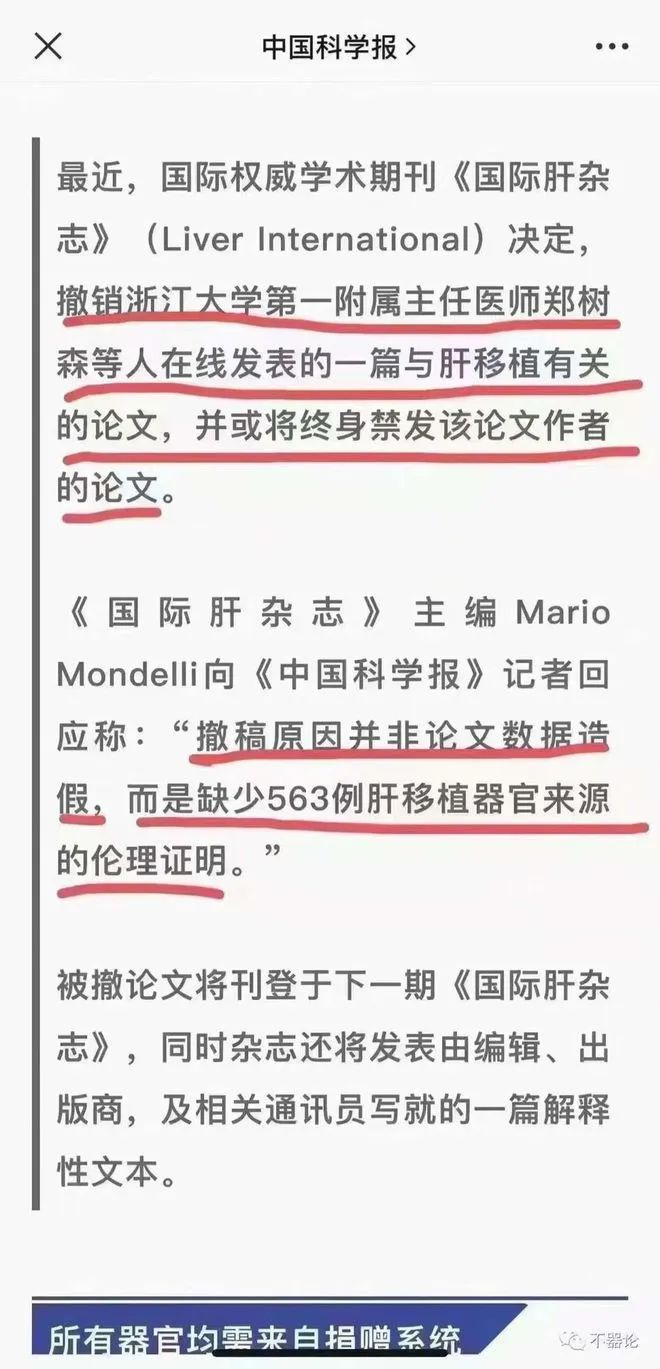 中国科学报
最近，国际权威学术期刊《国际肝杂
志》（Liver International）决定，
撤销浙江大学第一附属主任医师郑树
森等人在线发表的一篇与肝移植有关
的论文，并或将终身禁发该论文作者
的论文。
《国际肝杂志》主编Mario
Mondelli向《中国科学报》记者回
应称：“撤稿原因并非论文数据造
假，而是缺少563例肝移植器官来源
的伦理证明。”
被撤论文将刊登于下一期《国际肝杂
志》，同时杂志还将发表由编辑、出
版商，及相关通讯员写就的一篇解释
性文本。
所有器官均需来自捐赠系统
不器论